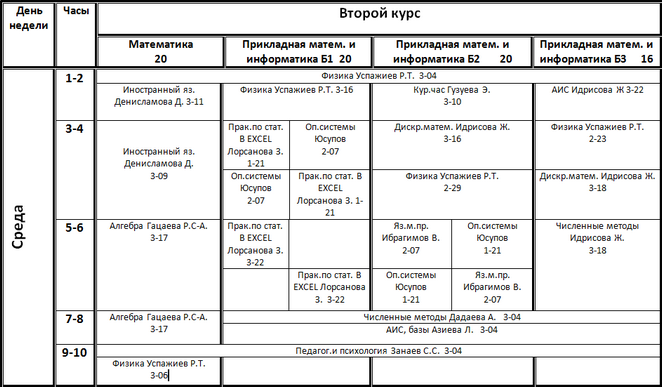 День недели
Часы
Второй курс
Математика
20
Прикладная матем. и
информатика Б1 20
Прикладная матем. и
информатика Б2 20
Прикладная матем. и
информатика Б3 16
Среда
1-2
Физика Успажиев Р.Т. 3-04
Иностранный яз.
Денисламова Д. 3-11
Физика Успажиев Р.Т. 3-16
Кур.час Гузуева Э.
3-10
АИС Идрисова Ж 3-22
3-4
Иностранный яз.
Денисламова Д.
3-09
Прак.по стат.
В EXCEL
Лорсанова З.
1-21
Оп.системы
Юсупов
2-07
Дискр.матем. Идрисова Ж.
3-16
Физика Успажиев Р.Т.
2-23
Оп.системы
Юсупов
2-07
Прак.по стат. В
EXCEL
Лорсанова З. 1-
21
Физика Успажиев Р.Т.
2-29
Дискр.матем. Идрисова Ж.
3-18
5-6
Алгебра Гацаева Р.С-А.
3-17
Прак.по стат.
В EXCEL
Лорсанова З.
3-22
Яз.м.пр.
Ибрагимов В.
2-07
Оп.системы
Юсупов
1-21
Численные методы
Идрисова Ж.
3-18
Прак.по стат. В
EXCEL Лорсанова
З. 3-22
Оп.системы
Юсупов
1-21
Яз.м.пр.
Ибрагимов В.
2-07
7-8
Алгебра Гацаева Р.С-А.
3-17
Численные методы Дадаева А. 3-04
АИС, базы Азиева Л. 3-04
9-10
Педагог.и психология Занаев С.С. 3-04
Физика Успажиев Р.Т.
3-06